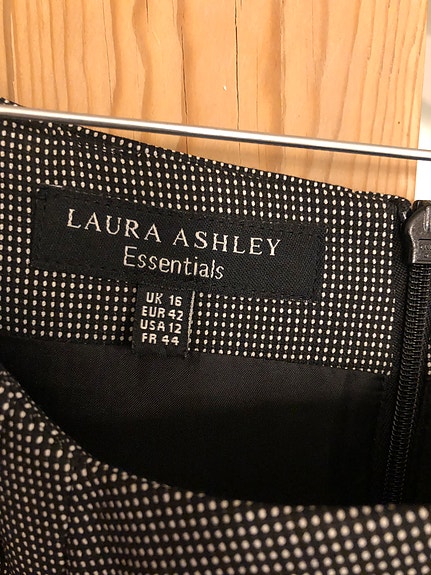 LAURA ASHLEY
Essentials
UK 16
EUR 42
USA 12
FR 44